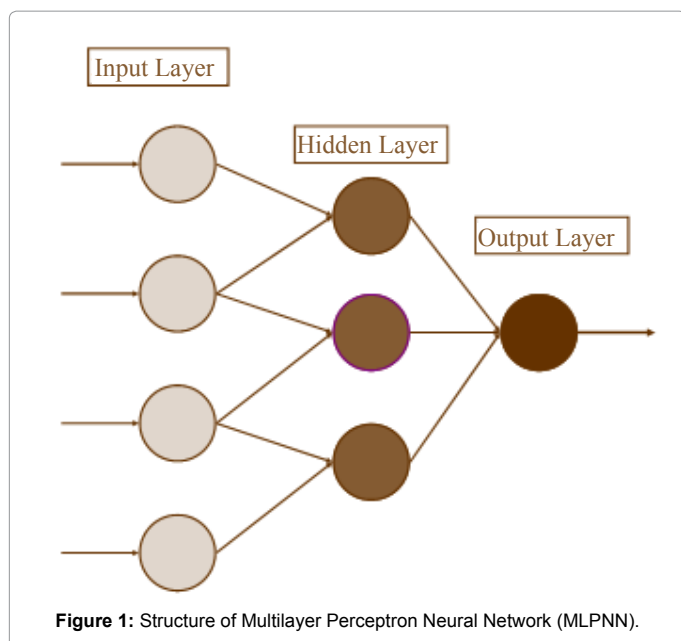 Input Layer
Hidden Layer
Output Layer
Figure 1: Structure of Multilayer Perceptron Neural Network (MLPNN).